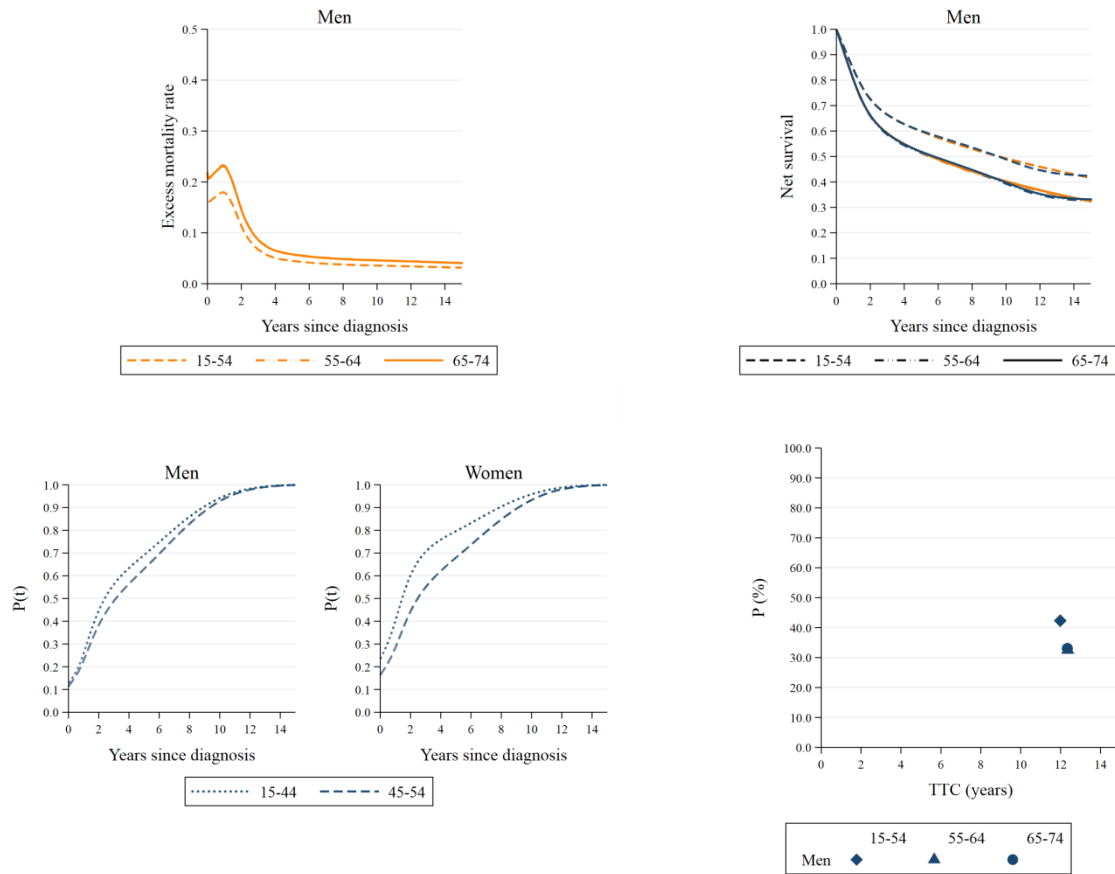 Men
0.5
0.4
0.3
0.2
0.1
0.0
Excess mortality rate
0 2 4 6 8 10 12 14
Years since diagnosis
15-54 55-64 65-74
Men
1.0
0.9
0.8
0.7
0.6
0.5
0.4
0.3
0.2
0.1
0.0
Net survival
0 2 4 6 8 10 12 14
Years since diagnosis
15-54 55-64 65-74
Men
1.0
0.9
0.8
0.7
0.6
0.5
0.4
0.3
0.2
0.1
0.0
P(t)
0 2 4 6 8 10 12 14
Years since diagnosis
Women
1.0
0.9
0.8
0.7
0.6
0.5
0.4
0.3
0.2
0.1
0.0
P(t)
0 2 4 6 8 10 12 14
Years since diagnosis
15-44 45-54
100.0
90.0
80.0
70.0
60.0
50.0
40.0
30.0
20.0
10.0
0.0
P (%)
0 2 4 6 8 10 12 14
TTC (years)
15-54 55-64 65-74
Men